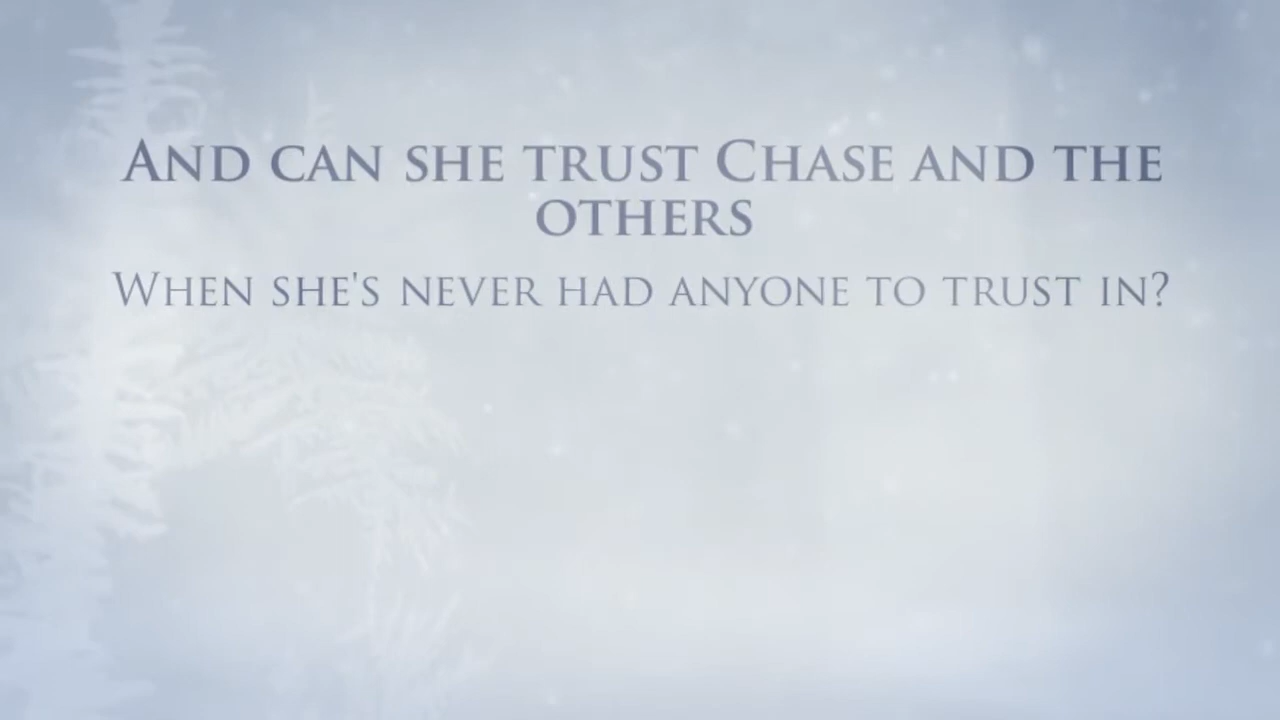 And can she trust Chase and the
others
When she's never had anyone to trust in?